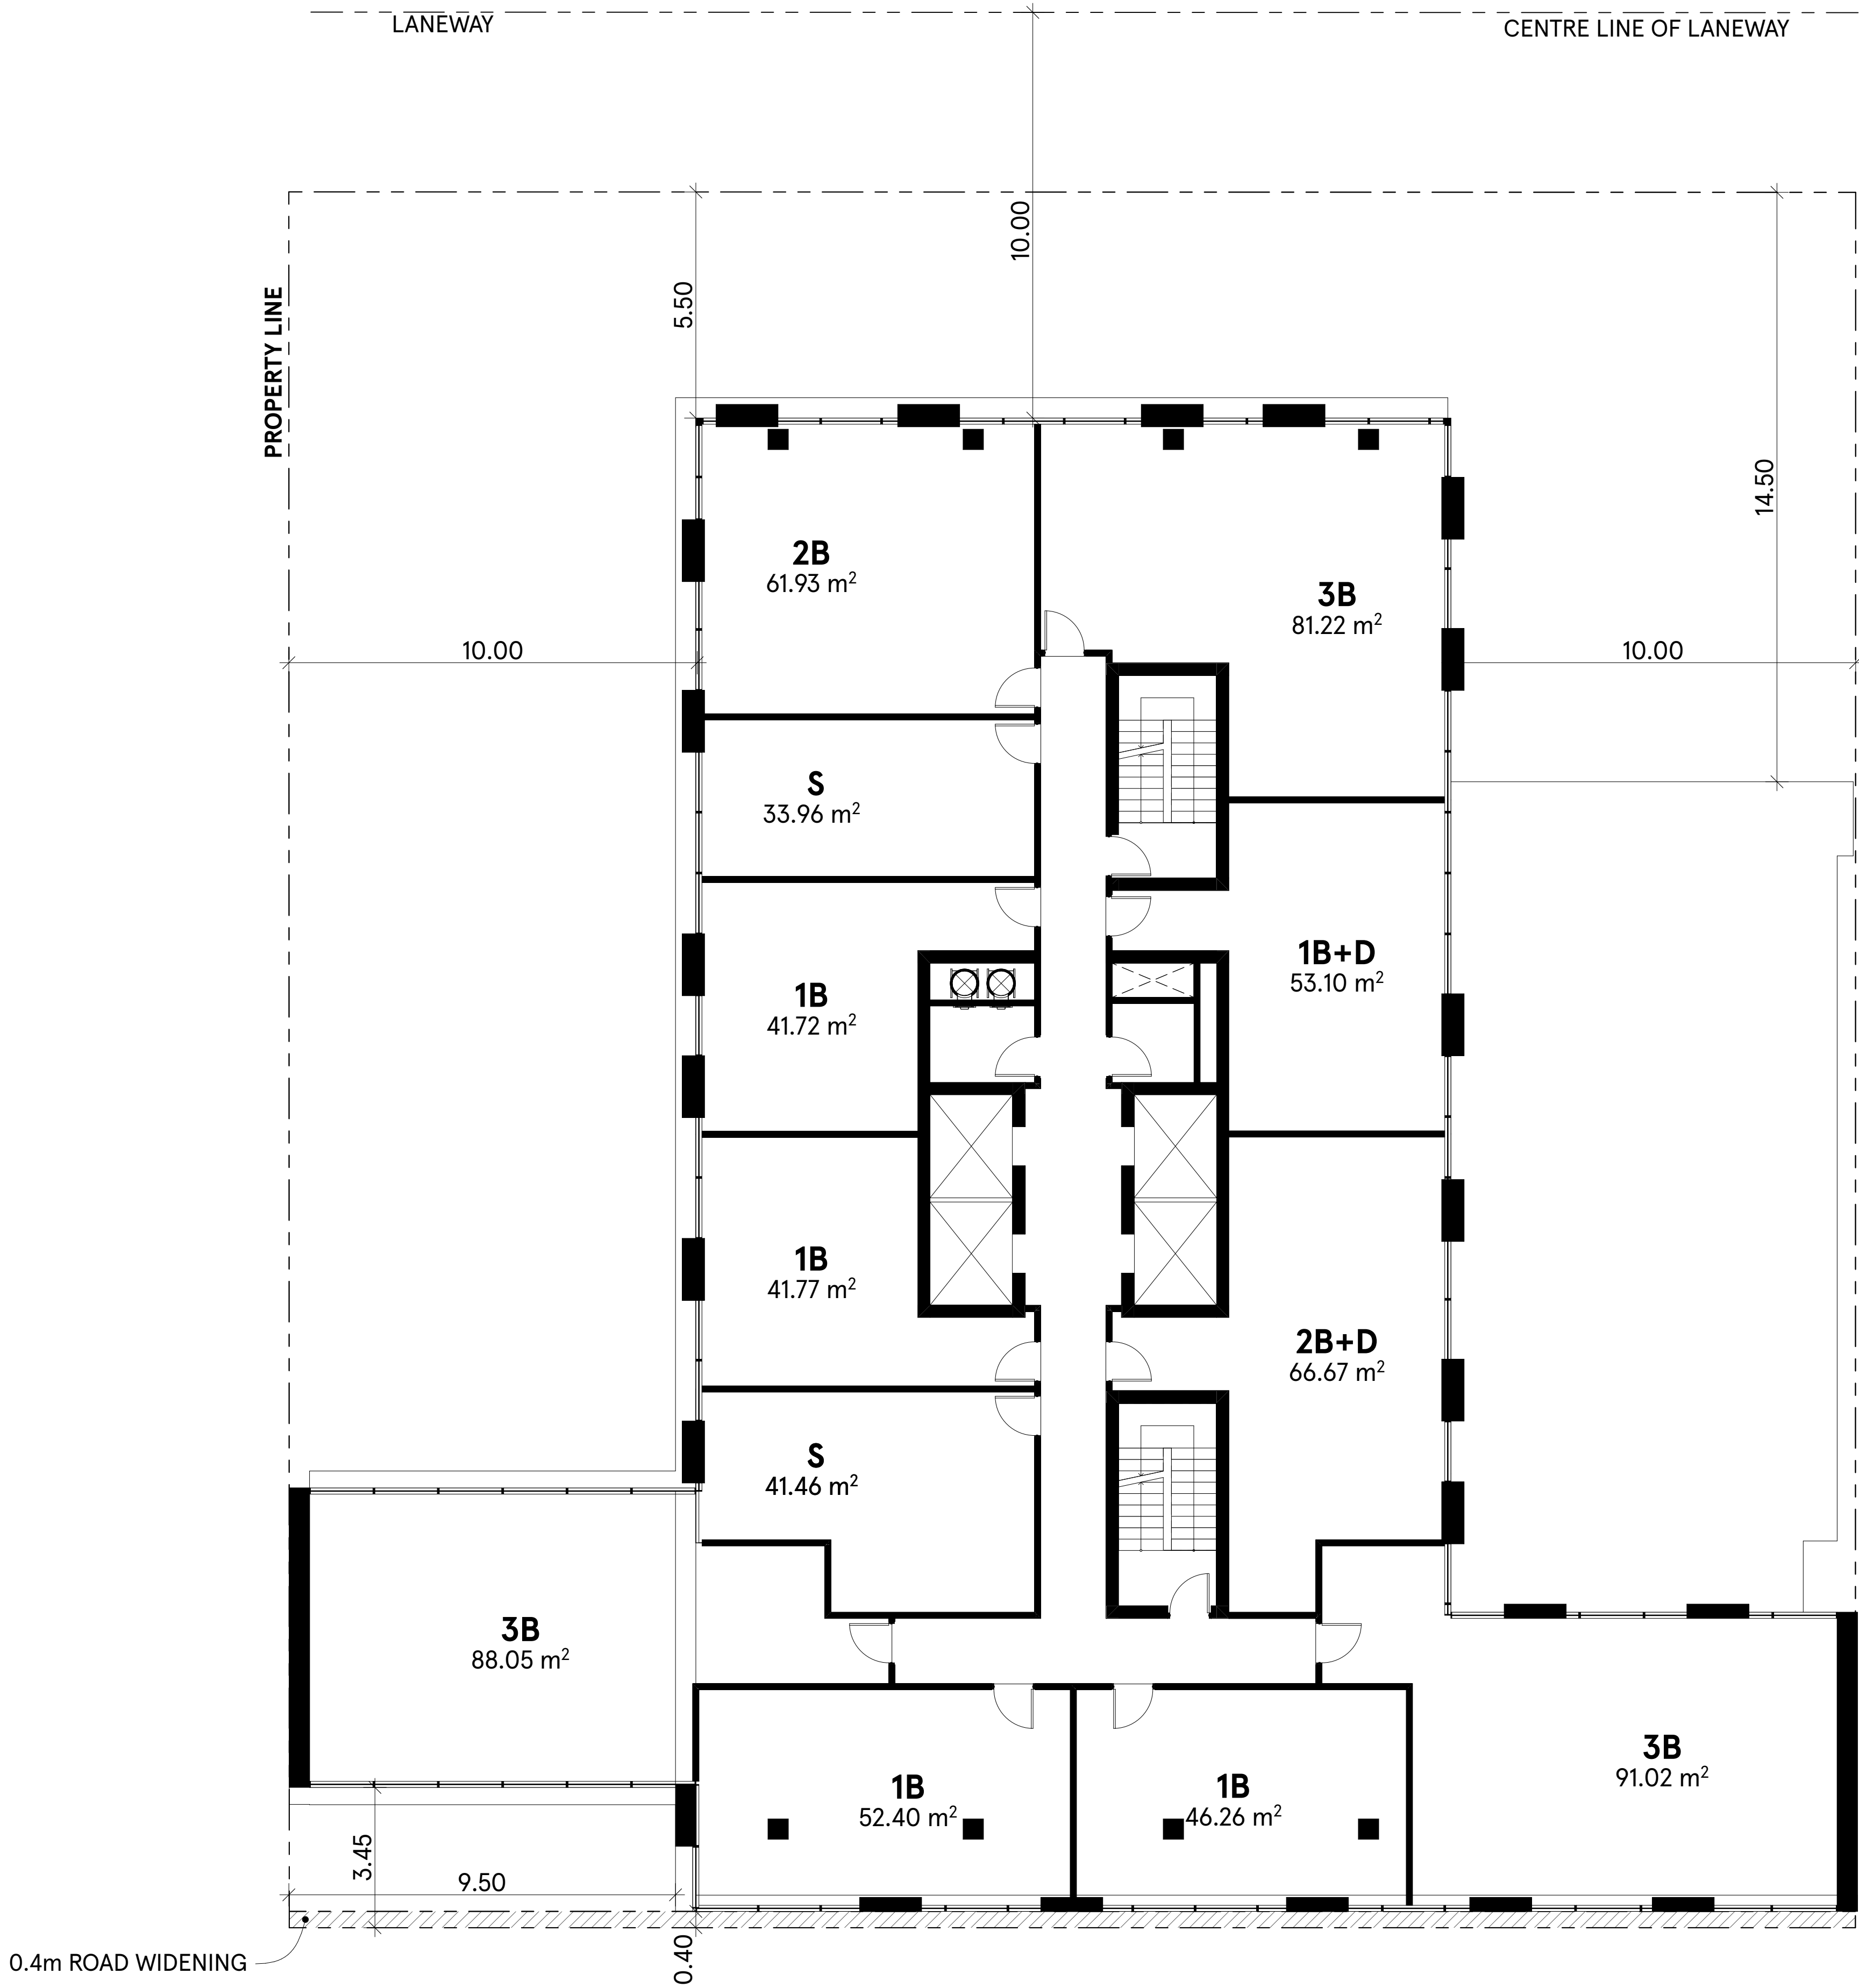 LANEWAY
CENTRE LINE OF LANEWAY
10.00
5.50
PROPERTY LINE
14.50
2B
61.93 m²
3B
81.22 m²
10.00
10.00
S
33.96 m²
1B+D
53.10 m²
1B
41.72 m²
1B
41.77 m²
2B+D
66.67 m²
S
41.46 m²
3B
88.05 m²
3B
91.02 m²
1B
52.40 m²
1B
46.26 m²
3.45
9.50
0.40
0.4m ROAD WIDENING